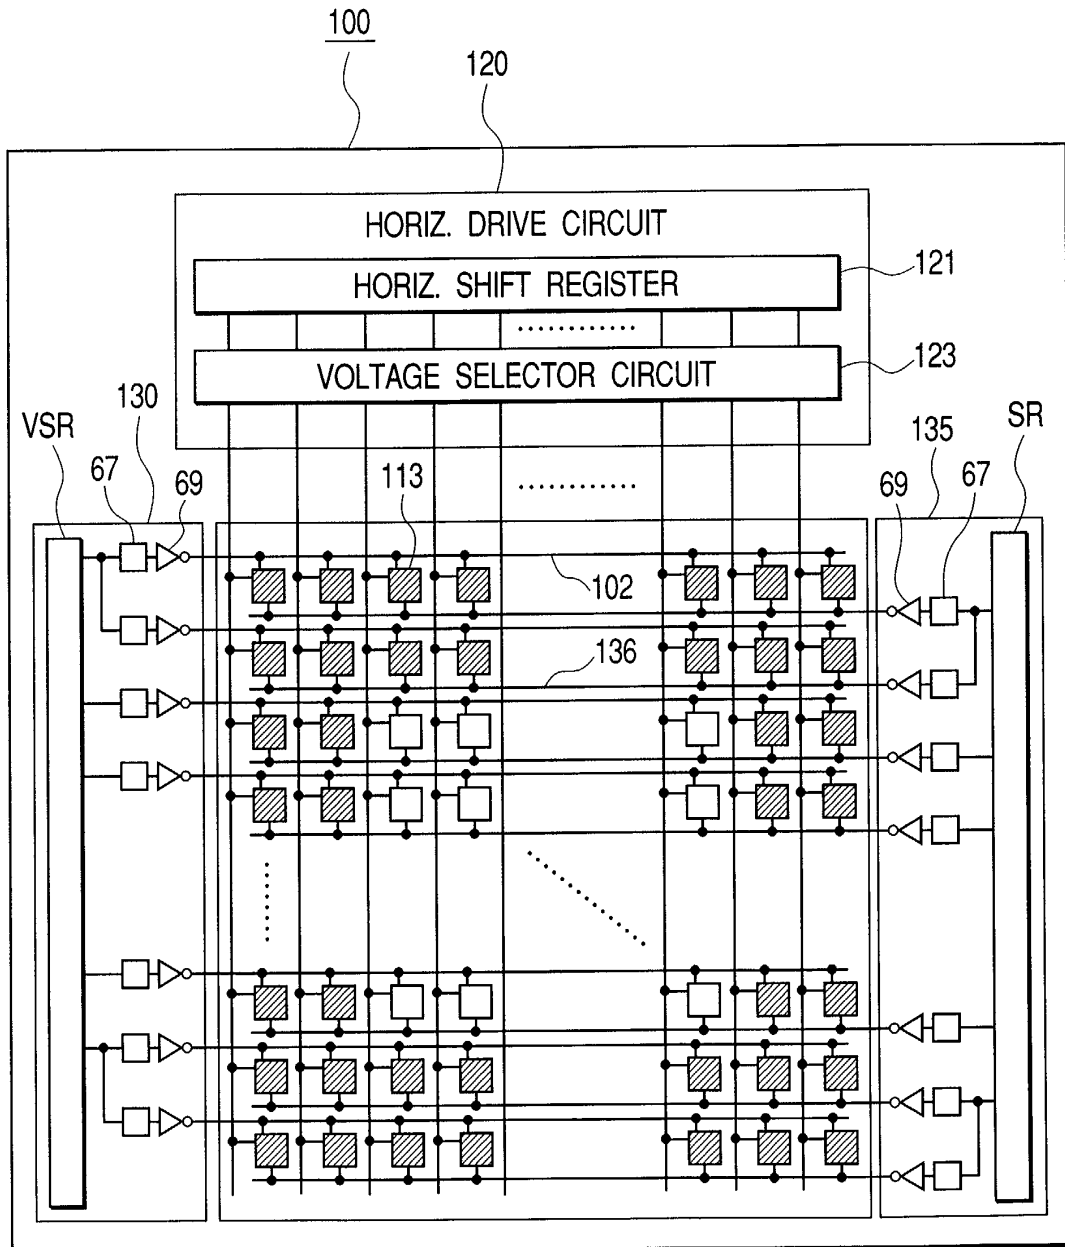 100
120
HORIZ. DRIVE CIRCUIT
HORIZ. SHIFT REGISTER
121
VOLTAGE SELECTOR CIRCUIT
123
130
VSR
67
69
113
135
SR
69
67
102
136